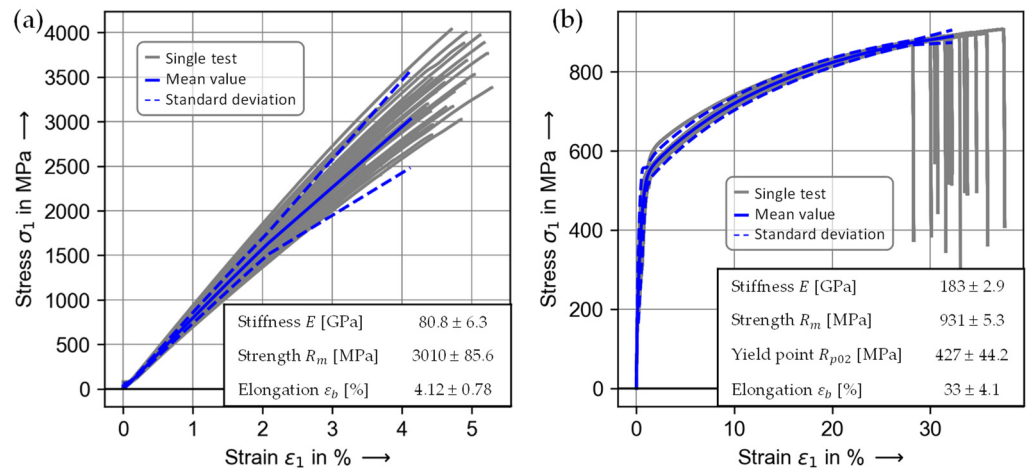 (a)
4000
3500
3000
2500
2000
1500
1000
500
0
Stress σ1 in MPa →
Single test
Mean value
Standard deviation
Stiffness E [GPa] 80.8 ± 6.3
Strength Rm [MPa] 3010 ± 85.6
Elongation εb [%] 4.12 ± 0.78
0 1 2 3 4 5
Strain ε1 in % →
(b)
800
600
400
200
0
Stress σ1 in MPa →
Single test
Mean value
Standard deviation
Stiffness E [GPa] 183 ± 2.9
Strength Rm [MPa] 931 ± 5.3
Yield point Rp02 [MPa] 427 ± 44.2
Elongation εb [%] 33 ± 4.1
0 10 20 30
Strain ε1 in % →